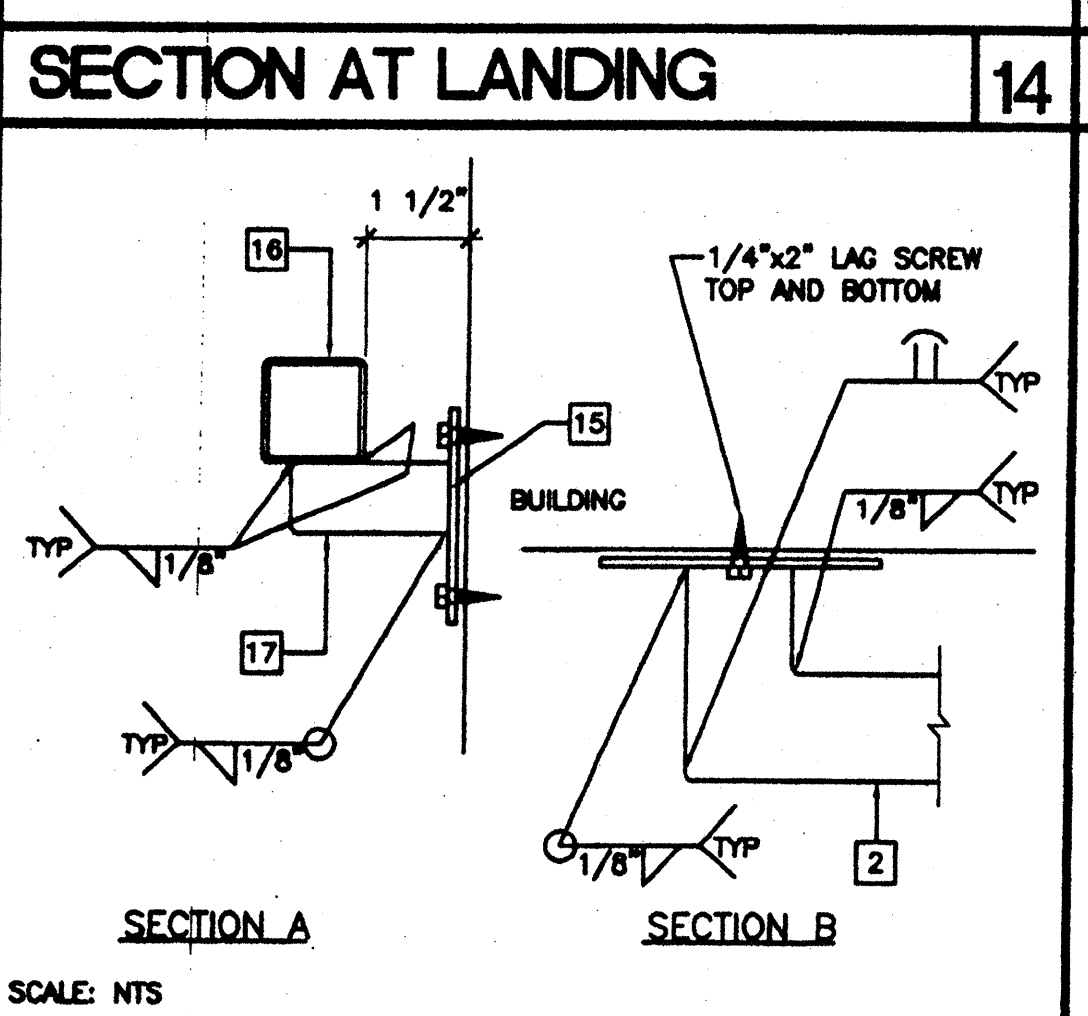 SECTION AT LANDING
14
1 1/2"
16
1/4"x2" LAG SCREW
TOP AND BOTTOM
TYP
15
TYP
1/8"
BUILDING
TYP
1/8"
17
TYP
1/8"
1/8"
TYP
2
SECTION A
SECTION B
SCALE: NTS